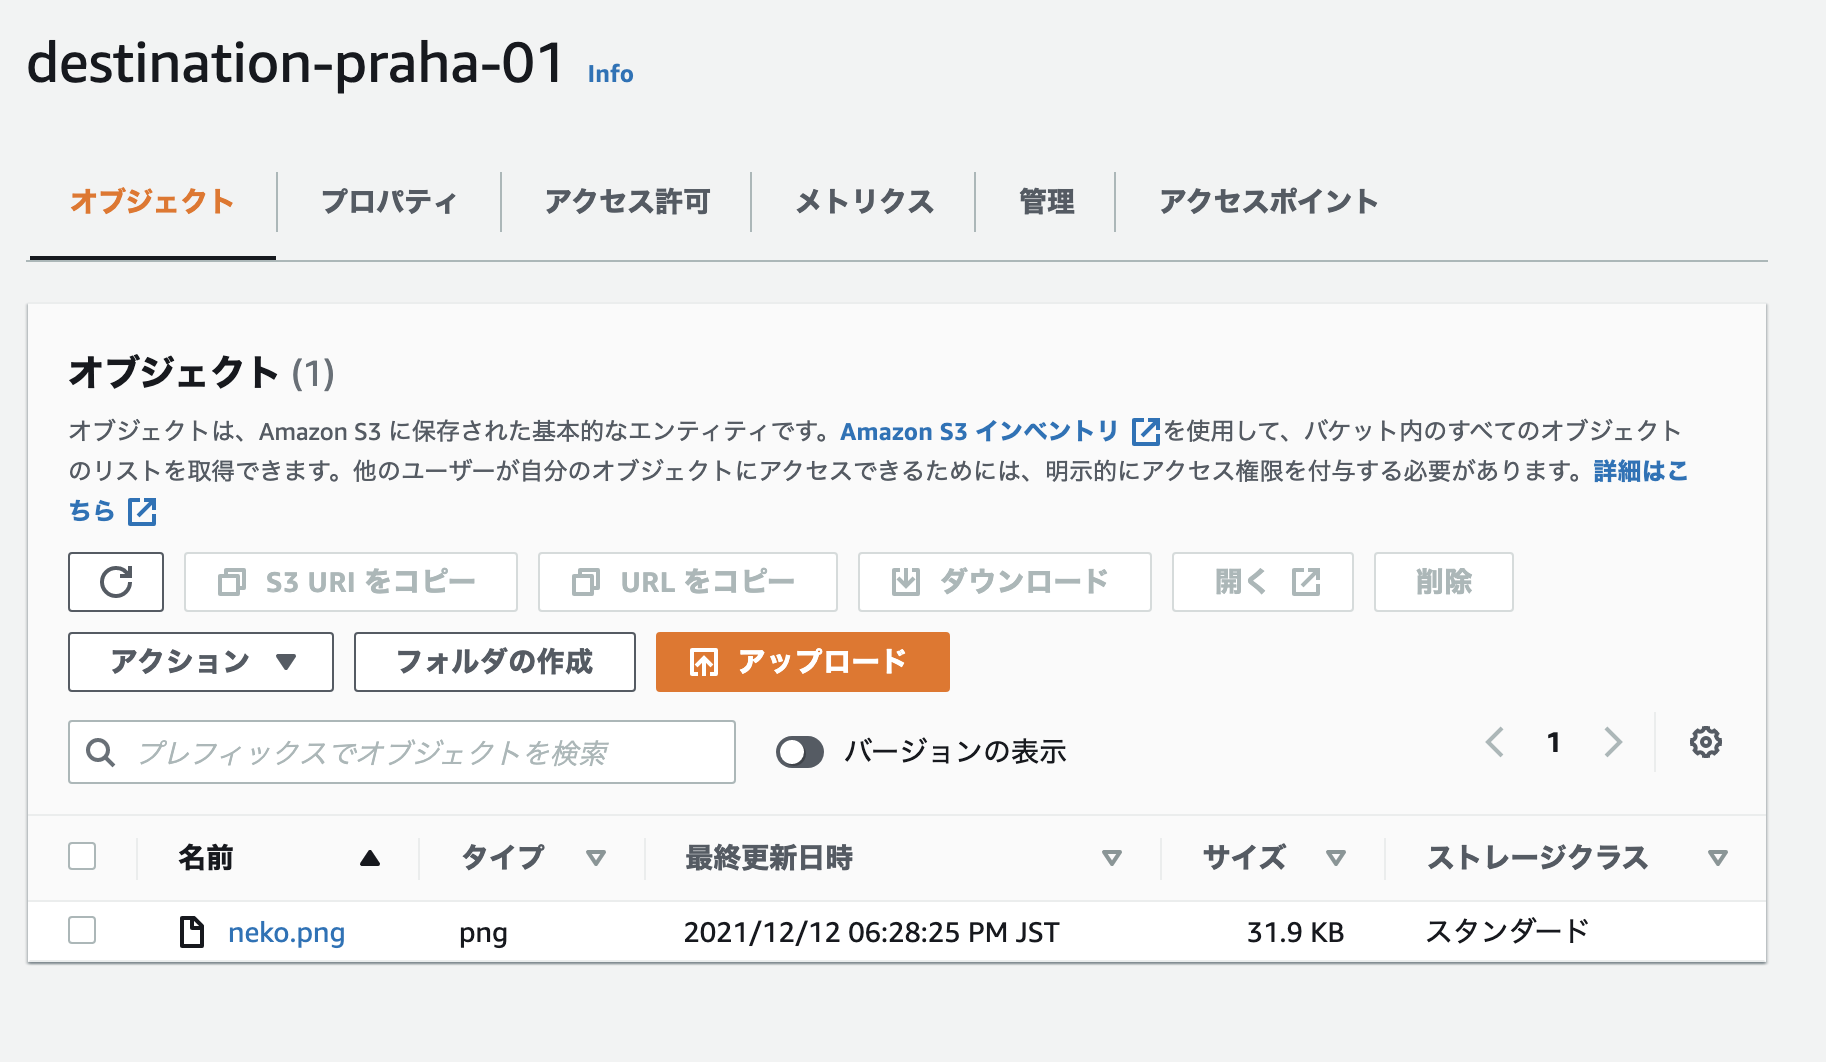 destination-praha-01 Info
オブジェクト プロパティ アクセス許可 メトリクス 管理 アクセスポイント
オブジェクト (1)
オブジェクトは、Amazon S3 に保存された基本的なエンティティです。Amazon S3 インベントリ を使用して、バケット内のすべてのオブジェクト
のリストを取得できます。他のユーザーが自分のオブジェクトにアクセスできるためには、明示的にアクセス権限を付与する必要があります。詳細はこ
ちら
S3 URI をコピー URL をコピー ダウンロード 開く 削除
アクション フォルダの作成 アップロード
プレフィックスでオブジェクトを検索 バージョンの表示 1
名前 タイプ 最終更新日時 サイズ ストレージクラス
neko.png png 2021/12/12 06:28:25 PM JST 31.9 KB スタンダード